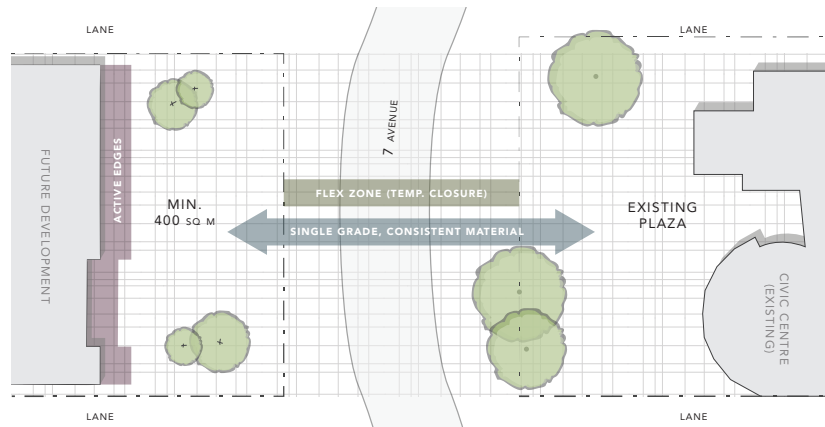 LANE
LANE
FUTURE DEVELOPMENT
ACTIVE EDGES
7 AVENUE
FLEX ZONE (TEMP. CLOSURE)
MIN.
400 SQ M
SINGLE GRADE, CONSISTENT MATERIAL
EXISTING
PLAZA
CIVIC CENTRE
(EXISTING)
LANE
LANE